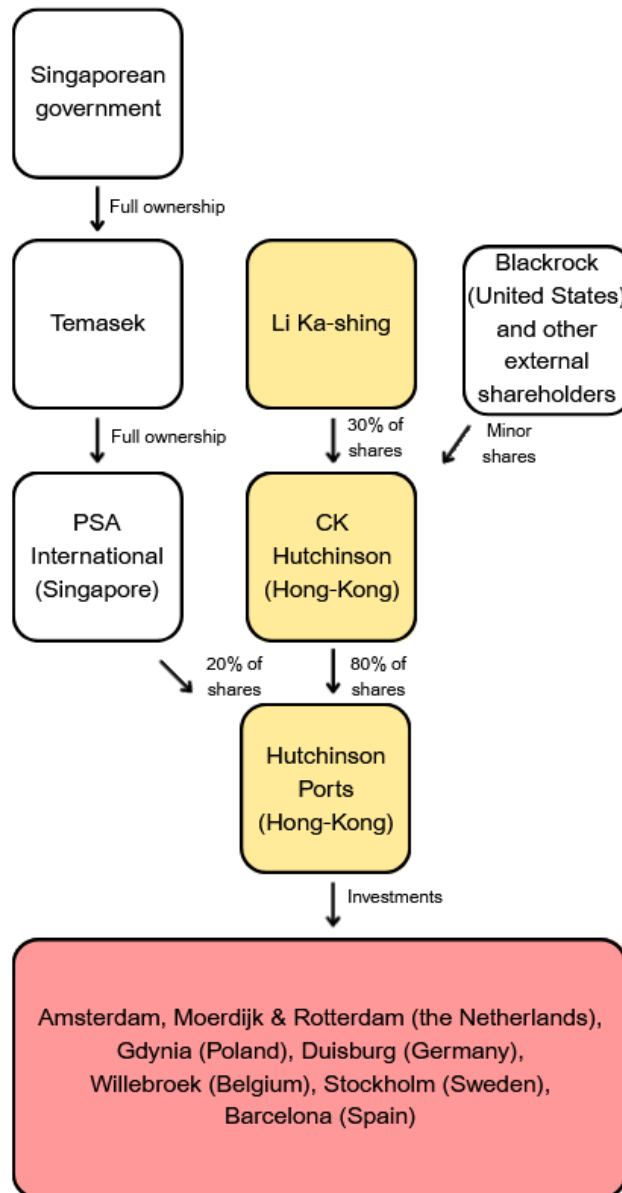 Singaporean
government
Full ownership
Temasek
Li Ka-shing
Blackrock
(United States)
and other
external
shareholders
Full ownership
30% of
shares
Minor
shares
PSA
International
(Singapore)
CK
Hutchinson
(Hong-Kong)
20% of
shares
80% of
shares
Hutchinson
Ports
(Hong-Kong)
Investments
Amsterdam, Moerdijk & Rotterdam (the Netherlands),
Gdynia (Poland), Duisburg (Germany),
Willebroek (Belgium), Stockholm (Sweden),
Barcelona (Spain)